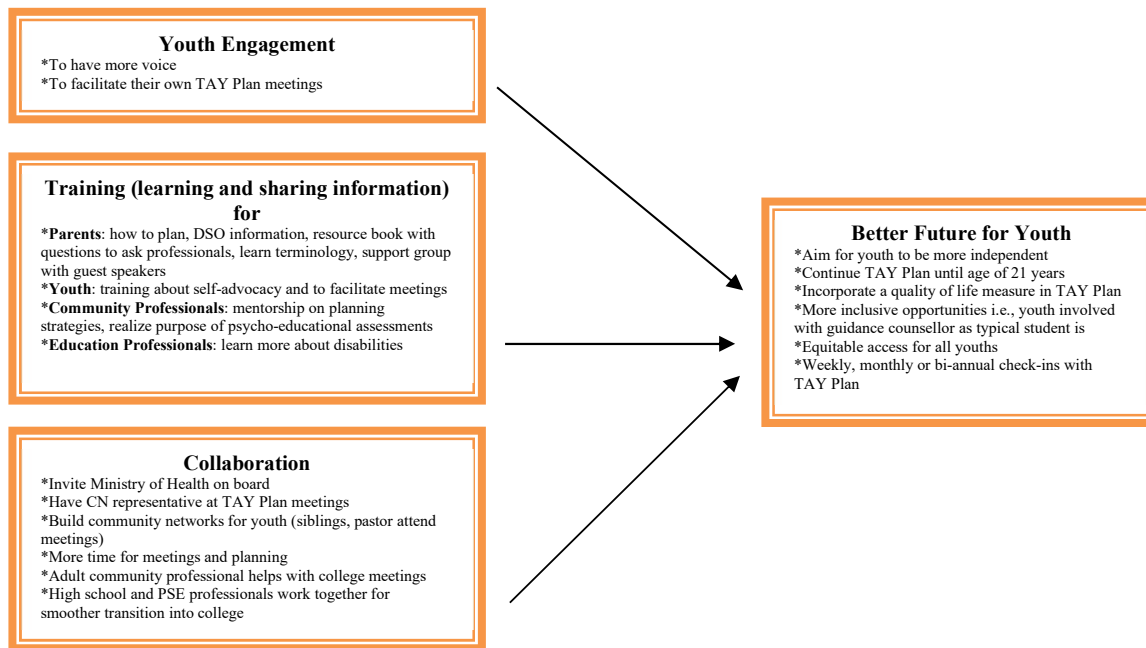 Youth Engagement
*To have more voice
*To facilitate their own TAY Plan meetings
Training (learning and sharing information)
for
*Parents: how to plan, DSO information, resource book with
questions to ask professionals, learn terminology, support group
with guest speakers
*Youth: training about self-advocacy and to facilitate meetings
*Community Professionals: mentorship on planning
strategies, realize purpose of psycho-educational assessments
*Education Professionals: learn more about disabilities
Collaboration
*Invite Ministry of Health on board
*Have CN representative at TAY Plan meetings
*Build community networks for youth (siblings, pastor attend
meetings)
*More time for meetings and planning
*Adult community professional helps with college meetings
*High school and PSE professionals work together for
smoother transition into college
Better Future for Youth
*Aim for youth to be more independent
*Continue TAY Plan until age of 21 years
*Incorporate a quality of life measure in TAY Plan
*More inclusive opportunities i.e., youth involved
with guidance counsellor as typical student is
*Equitable access for all youths
*Weekly, monthly or bi-annual check-ins with
TAY Plan